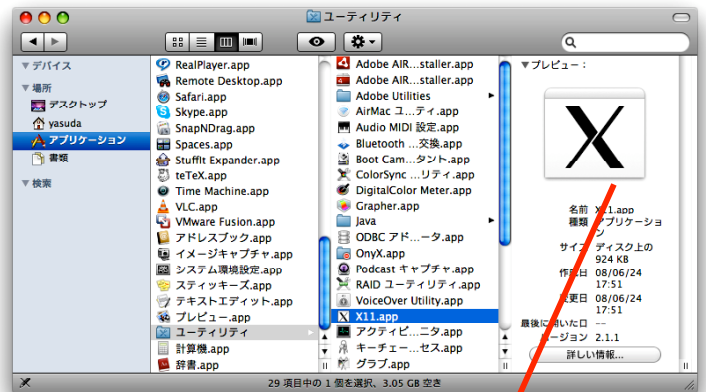 ユーティリティ
デバイス
場所
デスクトップ
yasuda
アプリケーション
書類
検索
RealPlayer.app
Remote Desktop.app
Safari.app
Skype.app
SnapNDrag.app
Spaces.app
StuffIt Expander.app
teTeX.app
Time Machine.app
VLC.app
VMware Fusion.app
アドレスブック.app
イメージキャプチャ.app
システム環境設定.app
スティッキーズ.app
テキストエディット.app
プレビュー.app
ユーティリティ
計算機.app
辞書.app
Adobe AIR...staller.app
Adobe AIR...staller.app
Adobe Utilities
AirMac ユ...ティ.app
Audio MIDI 設定.app
Bluetooth ...交換.app
Boot Cam...タント.app
ColorSync ...リティ.app
DigitalColor Meter.app
Grapher.app
Java
ODBC アド...ータ.app
OnyX.app
Podcast キャプチャ.app
RAID ユーティリティ.app
VoiceOver Utility.app
X11.app
アクティビ...ニタ.app
キーチェー...セス.app
グラブ.app
プレビュー：
X
名前 X11.app
種類 アプリケーショ
ン
サイズ ディスク上の
924 KB
作成日 08/06/24
17:51
変更日 08/06/24
17:51
最後に開いた日 --
バージョン 2.1.1
詳しい情報...
29 項目中の 1 個を選択、3.05 GB 空き